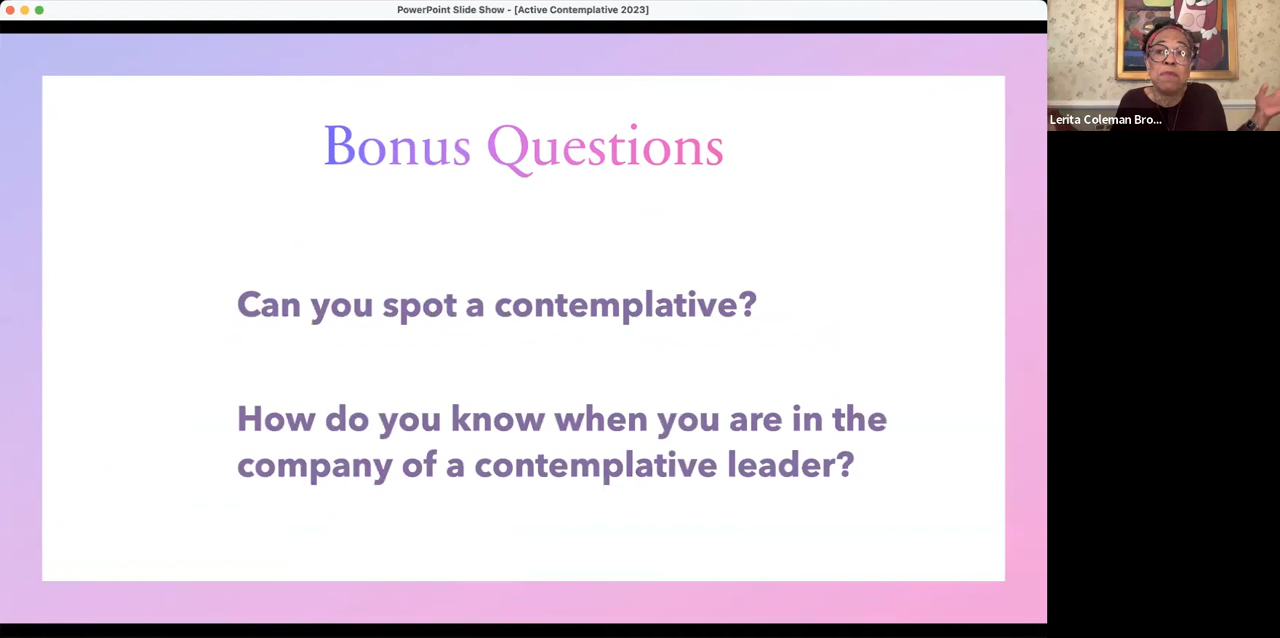 PowerPoint Slide Show - [Active Contemplative 2023]
Lerita Coleman Bro...
Bonus Questions
Can you spot a contemplative?
How do you know when you are in the
company of a contemplative leader?